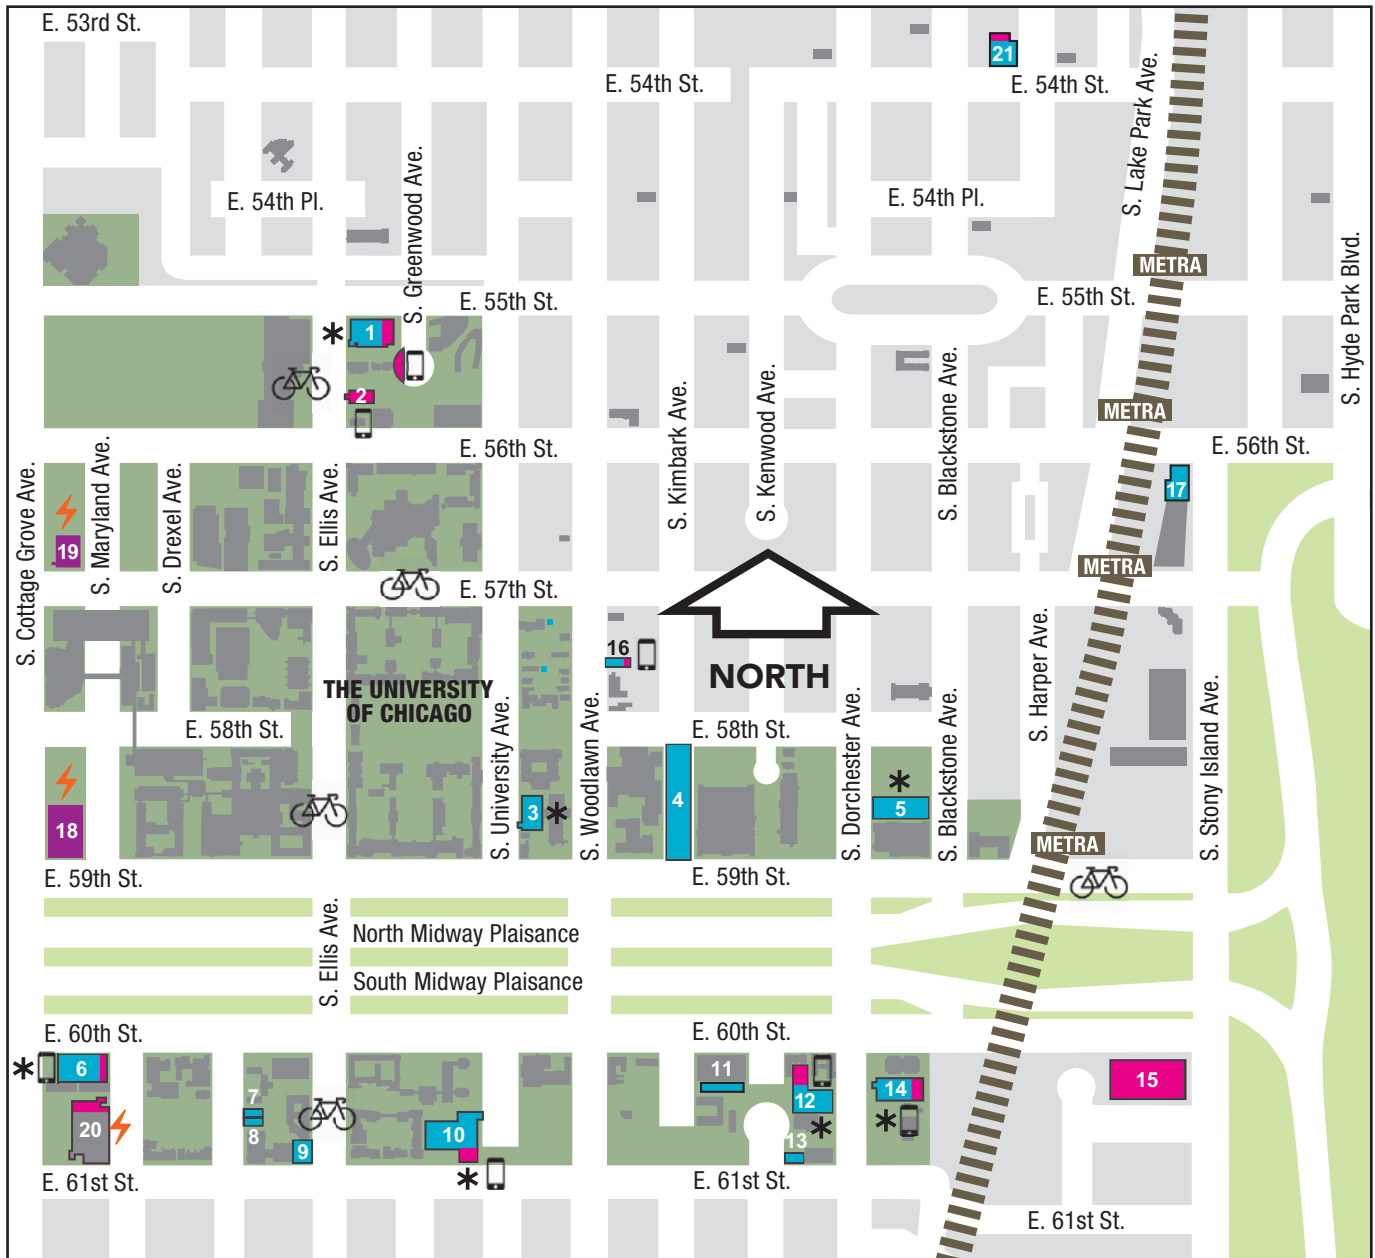 E. 53rd St.
21
E. 54th St.
E. 54th St.
S. Lake Park Ave.
E. 54th Pl.
E. 54th Pl.
S. Greenwood Ave.
METRA
S. Hyde Park Blvd.
E. 55th St.
E. 55th St.
1
2
METRA
S. Kimbark Ave.
S. Kenwood Ave.
S. Blackstone Ave.
E. 56th St.
E. 56th St.
S. Cottage Grove Ave.
S. Maryland Ave.
S. Drexel Ave.
S. Ellis Ave.
17
19
METRA
E. 57th St.
16
NORTH
THE UNIVERSITY
OF CHICAGO
S. University Ave.
S. Woodlawn Ave.
S. Dorchester Ave.
S. Blackstone Ave.
S. Harper Ave.
S. Stony Island Ave.
E. 58th St.
E. 58th St.
4
3
5
18
METRA
E. 59th St.
E. 59th St.
S. Ellis Ave.
North Midway Plaisance
South Midway Plaisance
E. 60th St.
E. 60th St.
6
11
15
7
14
12
20
8
10
13
9
E. 61st St.
E. 61st St.
E. 61st St.